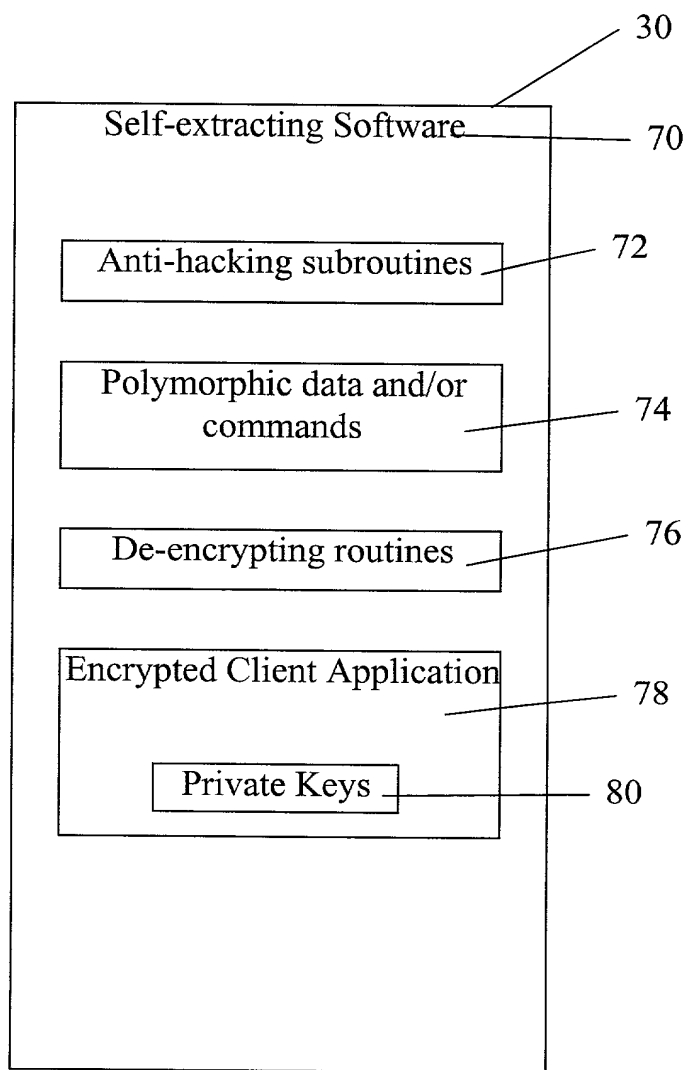 30
Self-extracting Software 70
Anti-hacking subroutines 72
Polymorphic data and/or
commands 74
De-encrypting routines 76
Encrypted Client Application
78
Private Keys 80